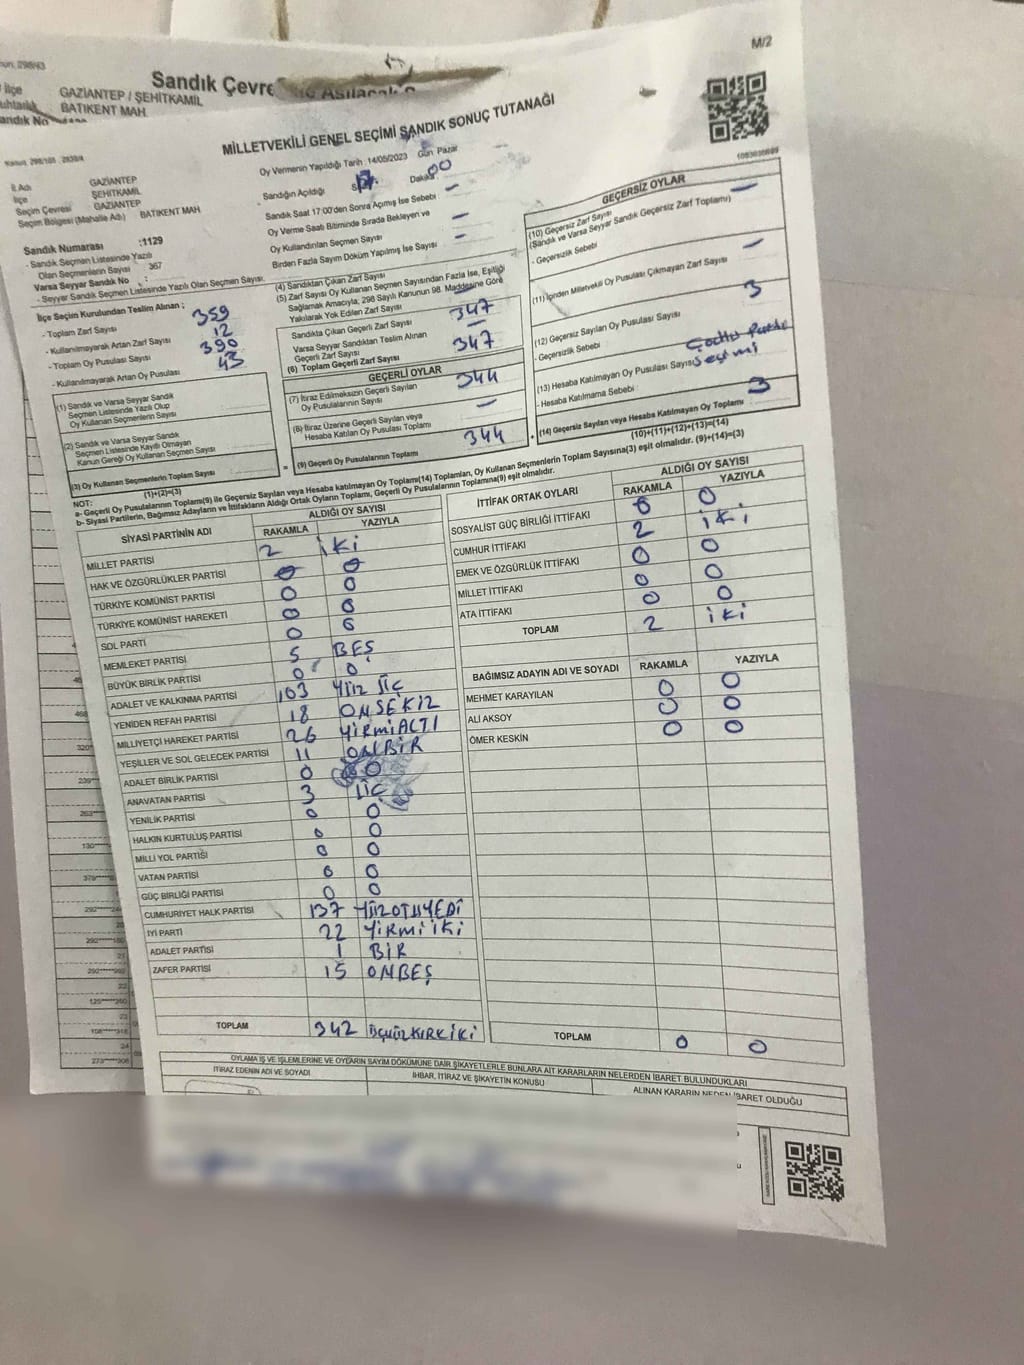 M/2
Sandık Çevre
İlçe GAZİANTEP / ŞEHİTKAMİL
BATIKENT MAH
MİLLETVEKİLİ GENEL SEÇİMİ SANDIK SONUÇ TUTANAĞI
Oy Vermenin Yapıldığı Tarih : 14/05/2023 Gün Pazar
İl Adı GAZİANTEP
İlçe ŞEHİTKAMİL
Seçim Çevresi GAZİANTEP
Seçim Bölgesi (Mahalle Adı) BATIKENT MAH
Sandık Numarası :1129
- Sandık Seçmen Listesinde Yazılı
Olan Seçmenlerin Sayısı : 367
Varsa Seyyar Sandık No :
- Seyyar Sandık Seçmen Listesinde Yazılı Olan Seçmen Sayısı:
Sandığın Açıldığı Dakika 00
Sandık Saat 17:00'den Sonra Açılmış İse Sebebi –
Oy Verme Saati Bitiminde Sırada Bekleyen ve
Oy Kullandırılan Seçmen Sayısı –
Birden Fazla Sayım Döküm Yapılmış İse Sayısı –
İlçe Seçim Kurulundan Teslim Alınan ;
- Toplam Zarf Sayısı 359
- Kullanılmayarak Artan Zarf Sayısı 12
- Toplam Oy Pusulası Sayısı 390
- Kullanılmayarak Artan Oy Pusulası 43
(1) Sandık ve Varsa Seyyar Sandık
Seçmen Listesinde Yazılı Olup
Oy Kullanan Seçmenlerin Sayısı
(2) Sandık ve Varsa Seyyar Sandık
Seçmen Listesinde Kayıtlı Olmayan
Kanun Gereği Oy Kullanan Seçmen Sayısı
(3) Oy Kullanan Seçmenlerin Toplam Sayısı
(1)+(2)=(3)
(4) Sandıktan Çıkan Zarf Sayısı
(5) Zarf Sayısı Oy Kullanan Seçmen Sayısından Fazla İse, Eşitliği
Sağlamak Amacıyla; 298 Sayılı Kanunun 98. Maddesine Göre
Yakılarak Yok Edilen Zarf Sayısı –
Sandıkta Çıkan Geçerli Zarf Sayısı 347
Varsa Seyyar Sandıktan Teslim Alınan
Geçerli Zarf Sayısı –
(6) Toplam Geçerli Zarf Sayısı 347
GEÇERLİ OYLAR
(7) İtiraz Edilmeksizin Geçerli Sayılan
Oy Pusulalarının Sayısı 344
(8) İtiraz Üzerine Geçerli Sayılan veya
Hesaba Katılan Oy Pusulası Toplamı –
(9) Geçerli Oy Pusulalarının Toplamı 344
GEÇERSİZ OYLAR
(10) Geçersiz Zarf Sayısı
(Sandık ve Varsa Seyyar Sandık Geçersiz Zarf Toplamı) –
- Geçersizlik Sebebi
(11) İçinden Milletvekili Oy Pusulası Çıkmayan Zarf Sayısı –
(12) Geçersiz Sayılan Oy Pusulası Sayısı 3
- Geçersizlik Sebebi
Seçimi
(13) Hesaba Katılmayan Oy Pusulası Sayısı
- Hesaba Katılmama Sebebi :
(14) Geçersiz Sayılan veya Hesaba Katılmayan Oy Toplamı 3
(10)+(11)+(12)+(13)=(14)
NOT:
a- Geçerli Oy Pusulalarının Toplamı(9) ile Geçersiz Sayılan veya Hesaba katılmayan Oy Toplamı(14) Toplamları, Oy Kullanan Seçmenlerin Toplam Sayısına(3) eşit olmalıdır. (9)+(14)=(3)
b- Siyasi Partilerin, Bağımsız Adayların ve İttifakların Aldığı Ortak Oyların Toplamı, Geçerli Oy Pusulalarının Toplamına(9) eşit olmalıdır.
SİYASİ PARTİNİN ADI ALDIĞI OY SAYISI
RAKAMLA YAZIYLA
MİLLET PARTİSİ 2 İKİ
HAK VE ÖZGÜRLÜKLER PARTİSİ 0 0
TÜRKİYE KOMÜNİST PARTİSİ 0 0
TÜRKİYE KOMÜNİST HAREKETİ 0 0
SOL PARTİ 0 0
MEMLEKET PARTİSİ 5 BEŞ
BÜYÜK BİRLİK PARTİSİ 0 0
ADALET VE KALKINMA PARTİSİ 103 YÜZ ÜÇ
YENİDEN REFAH PARTİSİ 18 ONSEKİZ
MİLLİYETÇİ HAREKET PARTİSİ 26 YİRMİALTI
YEŞİLLER VE SOL GELECEK PARTİSİ 11 ONBİR
ADALET BİRLİK PARTİSİ 0 0
ANAVATAN PARTİSİ 3 ÜÇ
YENİLİK PARTİSİ 0 0
HALKIN KURTULUŞ PARTİSİ 0 0
MİLLİ YOL PARTİSİ 0 0
VATAN PARTİSİ 0 0
GÜÇ BİRLİĞİ PARTİSİ 0 0
CUMHURİYET HALK PARTİSİ 137 YÜZOTUYEDİ
İYİ PARTİ 22 YİRMİ İKİ
ADALET PARTİSİ 1 BİR
ZAFER PARTİSİ 15 ONBEŞ
TOPLAM 342 ÜÇYÜZKIRKİKİ
İTTİFAK ORTAK OYLARI ALDIĞI OY SAYISI
RAKAMLA YAZIYLA
SOSYALİST GÜÇ BİRLİĞİ İTTİFAKI 0 0
CUMHUR İTTİFAKI 2 İKİ
EMEK VE ÖZGÜRLÜK İTTİFAKI 0 0
MİLLET İTTİFAKI 0 0
ATA İTTİFAKI 0 0
TOPLAM 2 İKİ
BAĞIMSIZ ADAYIN ADI VE SOYADI RAKAMLA YAZIYLA
MEHMET KARAYILAN 0 0
ALİ AKSOY 0 0
ÖMER KESKİN 0 0
TOPLAM 0 0
OYLAMA İŞ VE İŞLEMLERİNE VE OYLARIN SAYIM DÖKÜMÜNE DAİR ŞİKAYETLERLE BUNLARA AİT KARARLARIN NELERDEN İBARET BULUNDUKLARI
İTİRAZ EDENİN ADI VE SOYADI İHBAR, İTİRAZ VE ŞİKAYETİN KONUSU ALINAN KARARIN NEDEN İBARET OLDUĞU